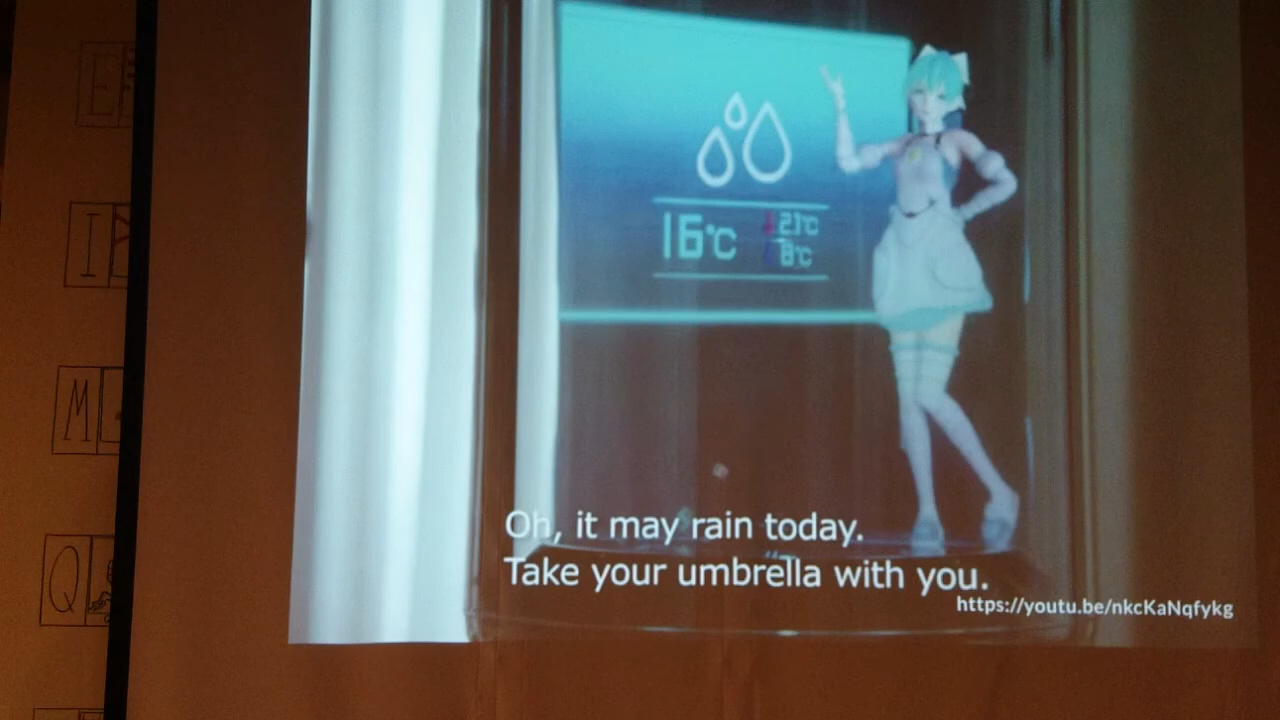 E
I
M
Q
16°C
21°C
8°C
Oh, it may rain today.
Take your umbrella with you.
https://youtu.be/nkcKaNqfykg